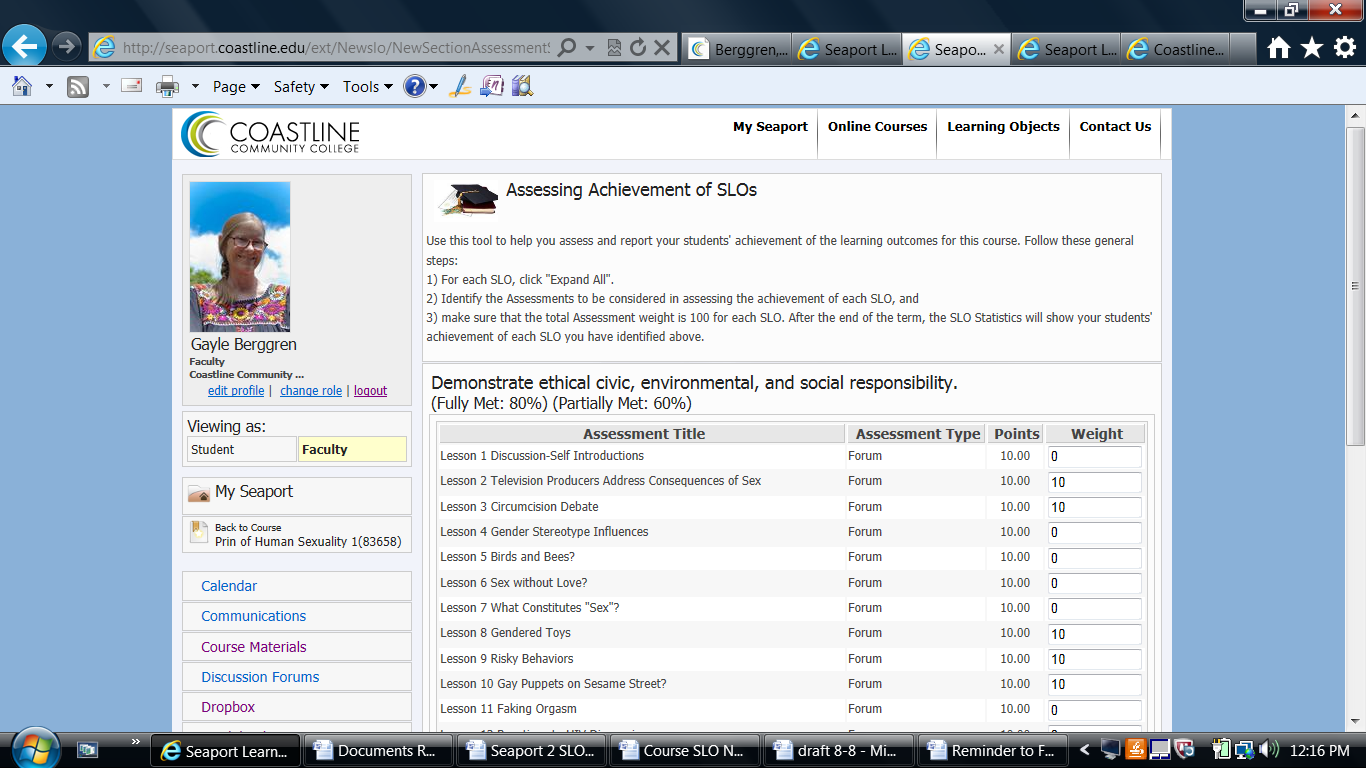 http://seaport.coastline.edu/ext/Newslo/NewSectionAssessmentS
Berggren,...
Seaport L...
Seapo...
Seaport L...
Coastline...
Page
Safety
Tools
COASTLINE
COMMUNITY COLLEGE
My Seaport
Online Courses
Learning Objects
Contact Us
Gayle Berggren
Faculty
Coastline Community ...
edit profile | change role | logout
Viewing as:
Student
Faculty
My Seaport
Back to Course
Prin of Human Sexuality 1(83658)
Calendar
Communications
Course Materials
Discussion Forums
Dropbox
Assessing Achievement of SLOs
Use this tool to help you assess and report your students' achievement of the learning outcomes for this course. Follow these general
steps:
1) For each SLO, click "Expand All".
2) Identify the Assessments to be considered in assessing the achievement of each SLO, and
3) make sure that the total Assessment weight is 100 for each SLO. After the end of the term, the SLO Statistics will show your students'
achievement of each SLO you have identified above.
Demonstrate ethical civic, environmental, and social responsibility.
(Fully Met: 80%) (Partially Met: 60%)
Assessment Title Assessment Type Points Weight
Lesson 1 Discussion-Self Introductions Forum 10.00 0
Lesson 2 Television Producers Address Consequences of Sex Forum 10.00 10
Lesson 3 Circumcision Debate Forum 10.00 10
Lesson 4 Gender Stereotype Influences Forum 10.00 0
Lesson 5 Birds and Bees? Forum 10.00 0
Lesson 6 Sex without Love? Forum 10.00 0
Lesson 7 What Constitutes "Sex"? Forum 10.00 0
Lesson 8 Gendered Toys Forum 10.00 10
Lesson 9 Risky Behaviors Forum 10.00 10
Lesson 10 Gay Puppets on Sesame Street? Forum 10.00 10
Lesson 11 Faking Orgasm Forum 10.00 0
Seaport Learn...
Documents R...
Seaport 2 SLO...
Course SLO N...
draft 8-8 - Mi...
Reminder to F...
12:16 PM